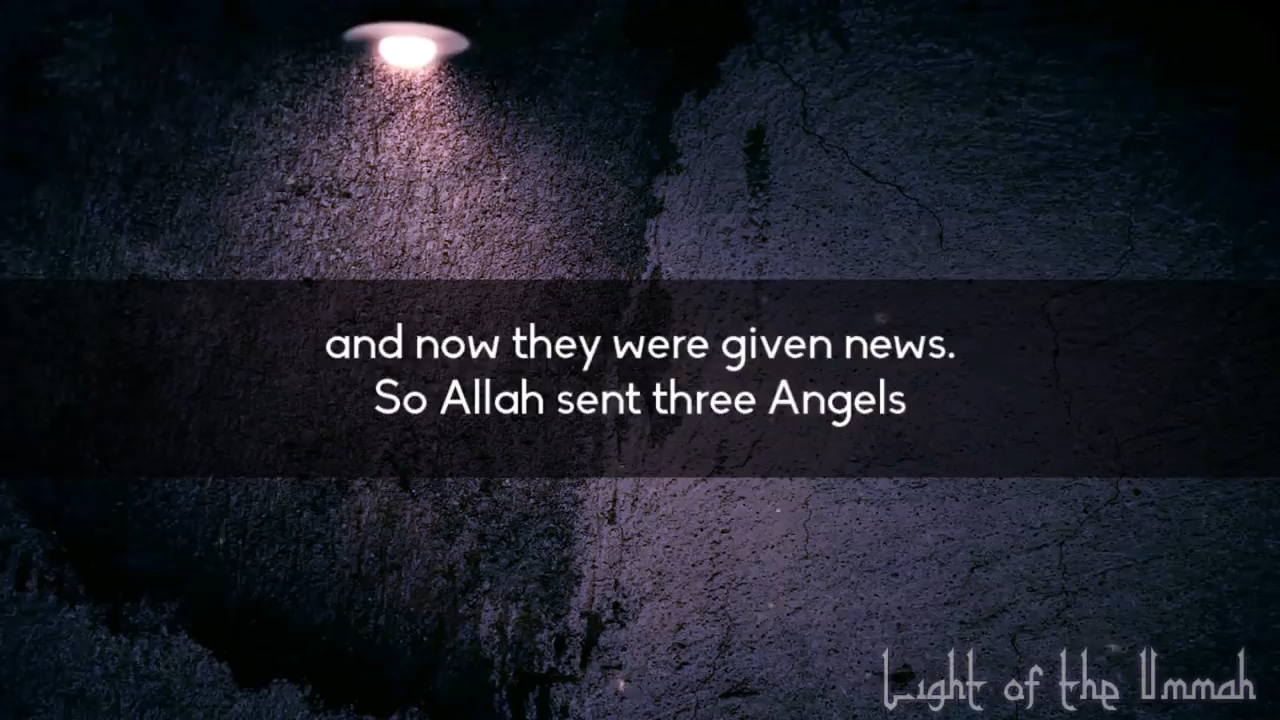 and now they were given news.
So Allah sent three Angels
Light of the Ummah